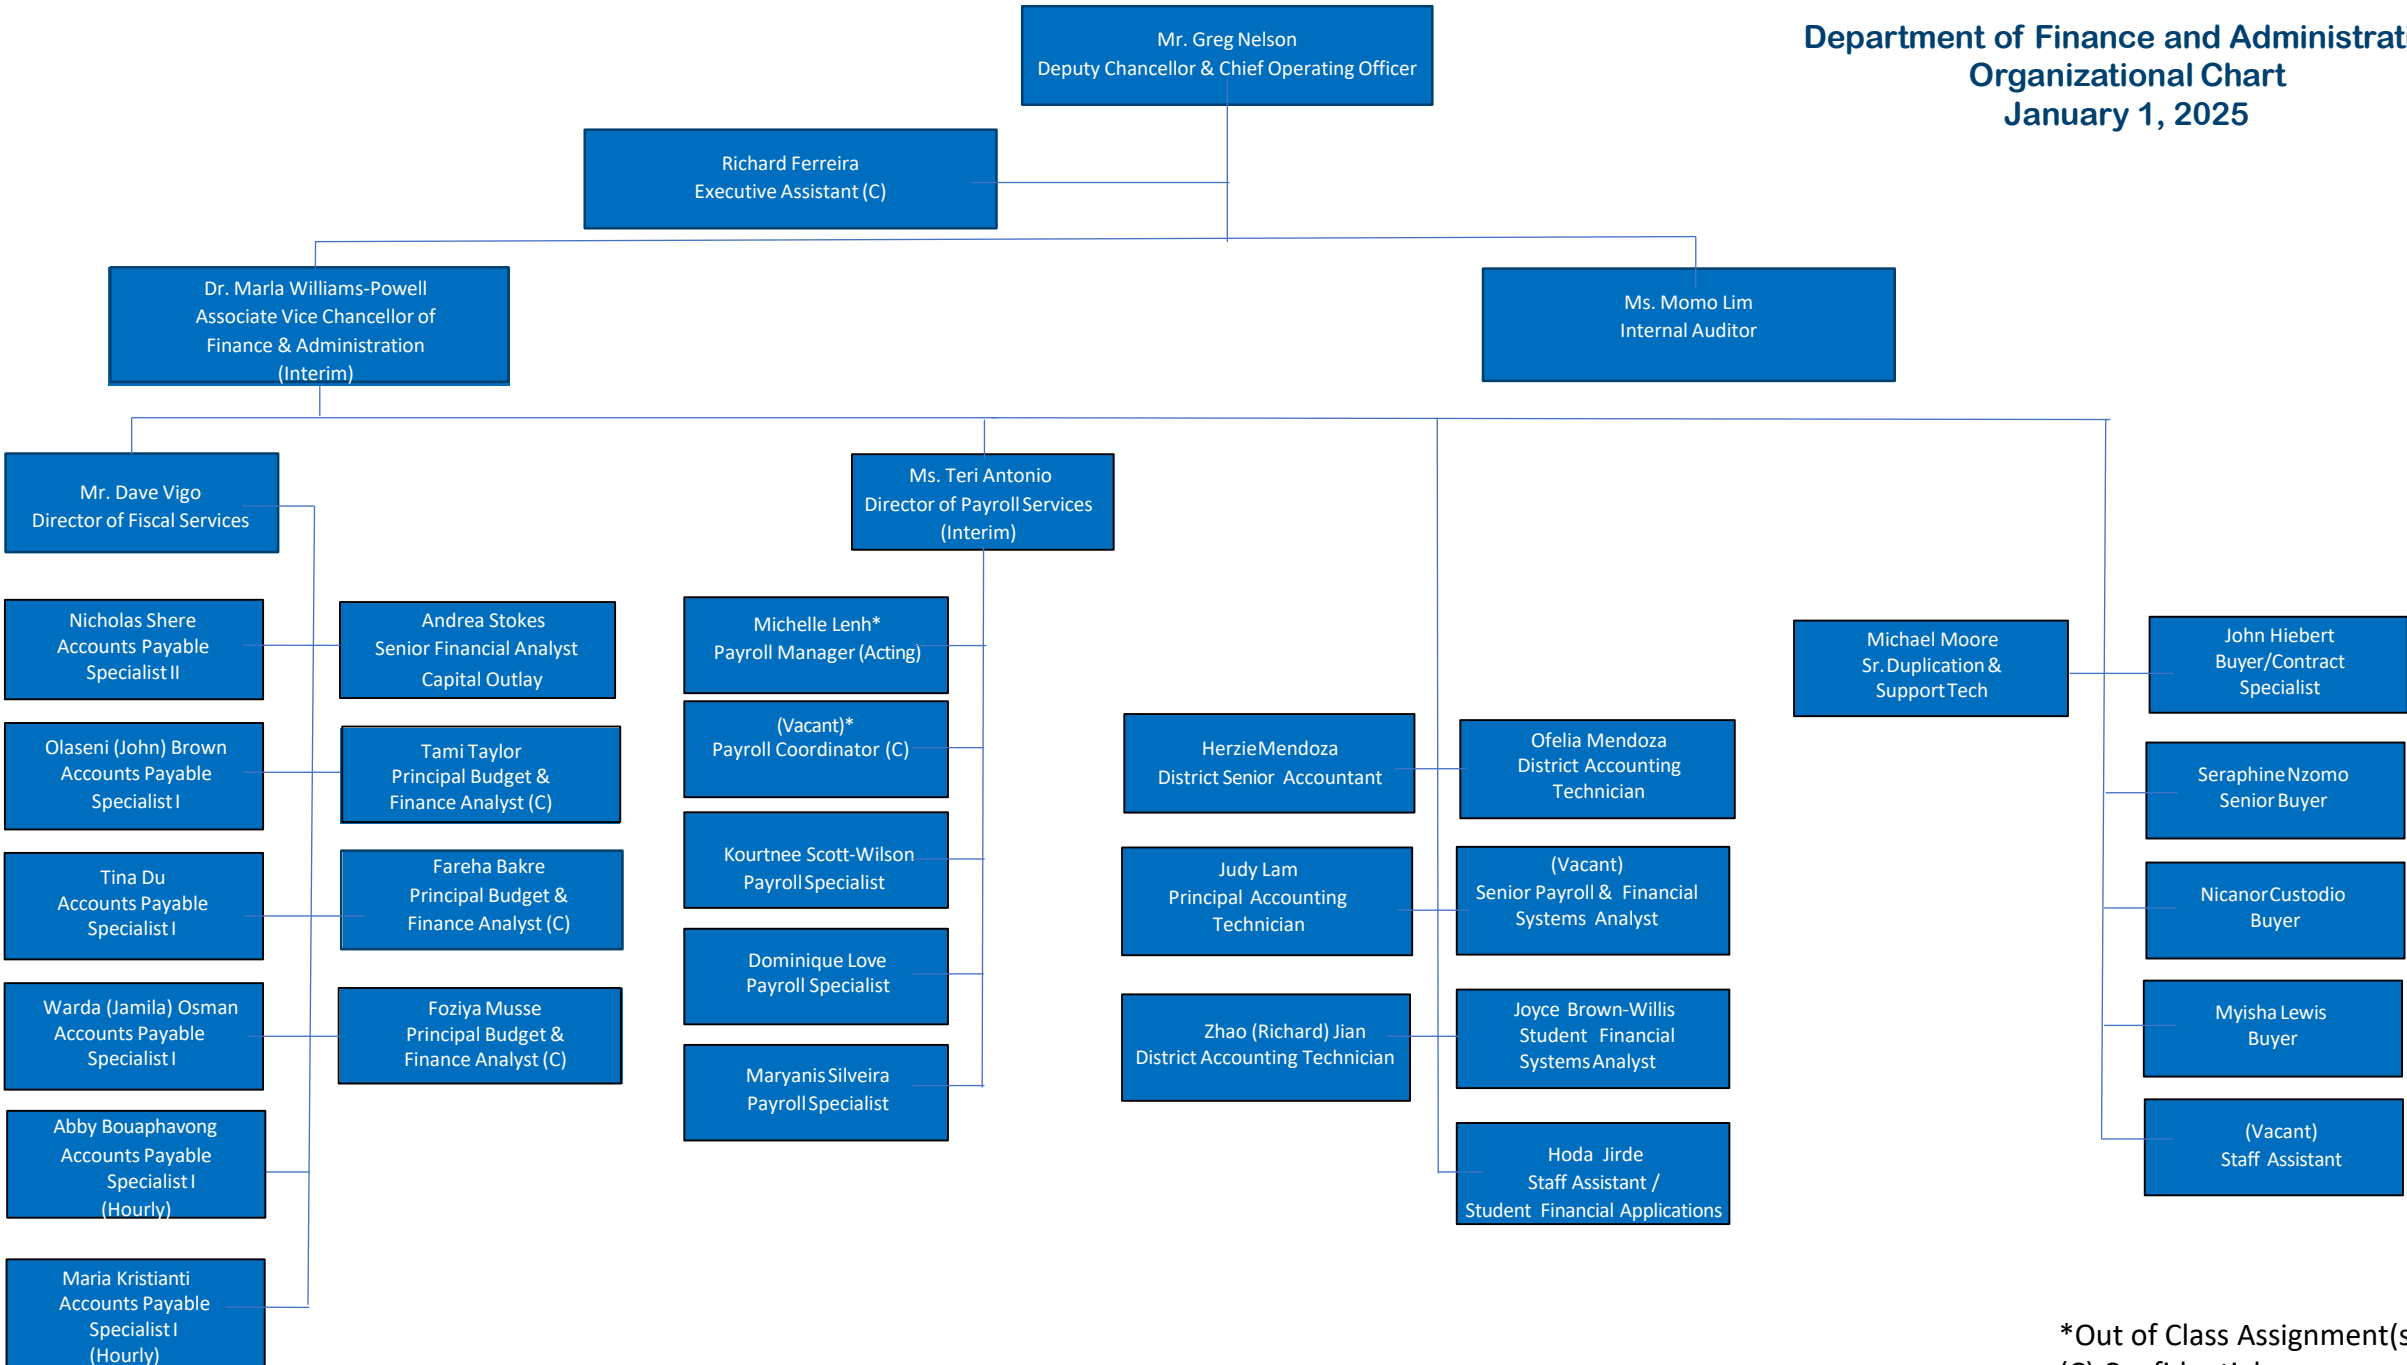 Mr. Greg Nelson
Deputy Chancellor & Chief Operating Officer
Department of Finance and Administrati
Organizational Chart
January 1, 2025
Richard Ferreira
Executive Assistant (C)
Dr. Marla Williams-Powell
Associate Vice Chancellor of
Finance & Administration
(Interim)
Ms. Momo Lim
Internal Auditor
Mr. Dave Vigo
Director of Fiscal Services
Ms. Teri Antonio
Director of Payroll Services
(Interim)
Nicholas Shere
Accounts Payable
Specialist II
Andrea Stokes
Senior Financial Analyst
Capital Outlay
Olaseni (John) Brown
Accounts Payable
Specialist I
Tami Taylor
Principal Budget &
Finance Analyst (C)
Tina Du
Accounts Payable
Specialist I
Fareha Bakre
Principal Budget &
Finance Analyst (C)
Warda (Jamila) Osman
Accounts Payable
Specialist I
Foziya Musse
Principal Budget &
Finance Analyst (C)
Abby Bouaphavong
Accounts Payable
Specialist I
(Hourly)
Maria Kristianti
Accounts Payable
Specialist I
(Hourly)
Michelle Lenh*
Payroll Manager (Acting)
(Vacant)*
Payroll Coordinator (C)
Kourtnee Scott-Wilson
Payroll Specialist
Dominique Love
Payroll Specialist
Maryanis Silveira
Payroll Specialist
Herzie Mendoza
District Senior Accountant
Ofelia Mendoza
District Accounting
Technician
Judy Lam
Principal Accounting
Technician
(Vacant)
Senior Payroll & Financial
Systems Analyst
Zhao (Richard) Jian
District Accounting Technician
Joyce Brown-Willis
Student Financial
Systems Analyst
Hoda Jirde
Staff Assistant /
Student Financial Applications
Michael Moore
Sr. Duplication &
Support Tech
John Hiebert
Buyer/Contract
Specialist
Seraphine Nzomo
Senior Buyer
Nicanor Custodio
Buyer
Myisha Lewis
Buyer
(Vacant)
Staff Assistant
*Out of Class Assignment(s
(C) Confidential